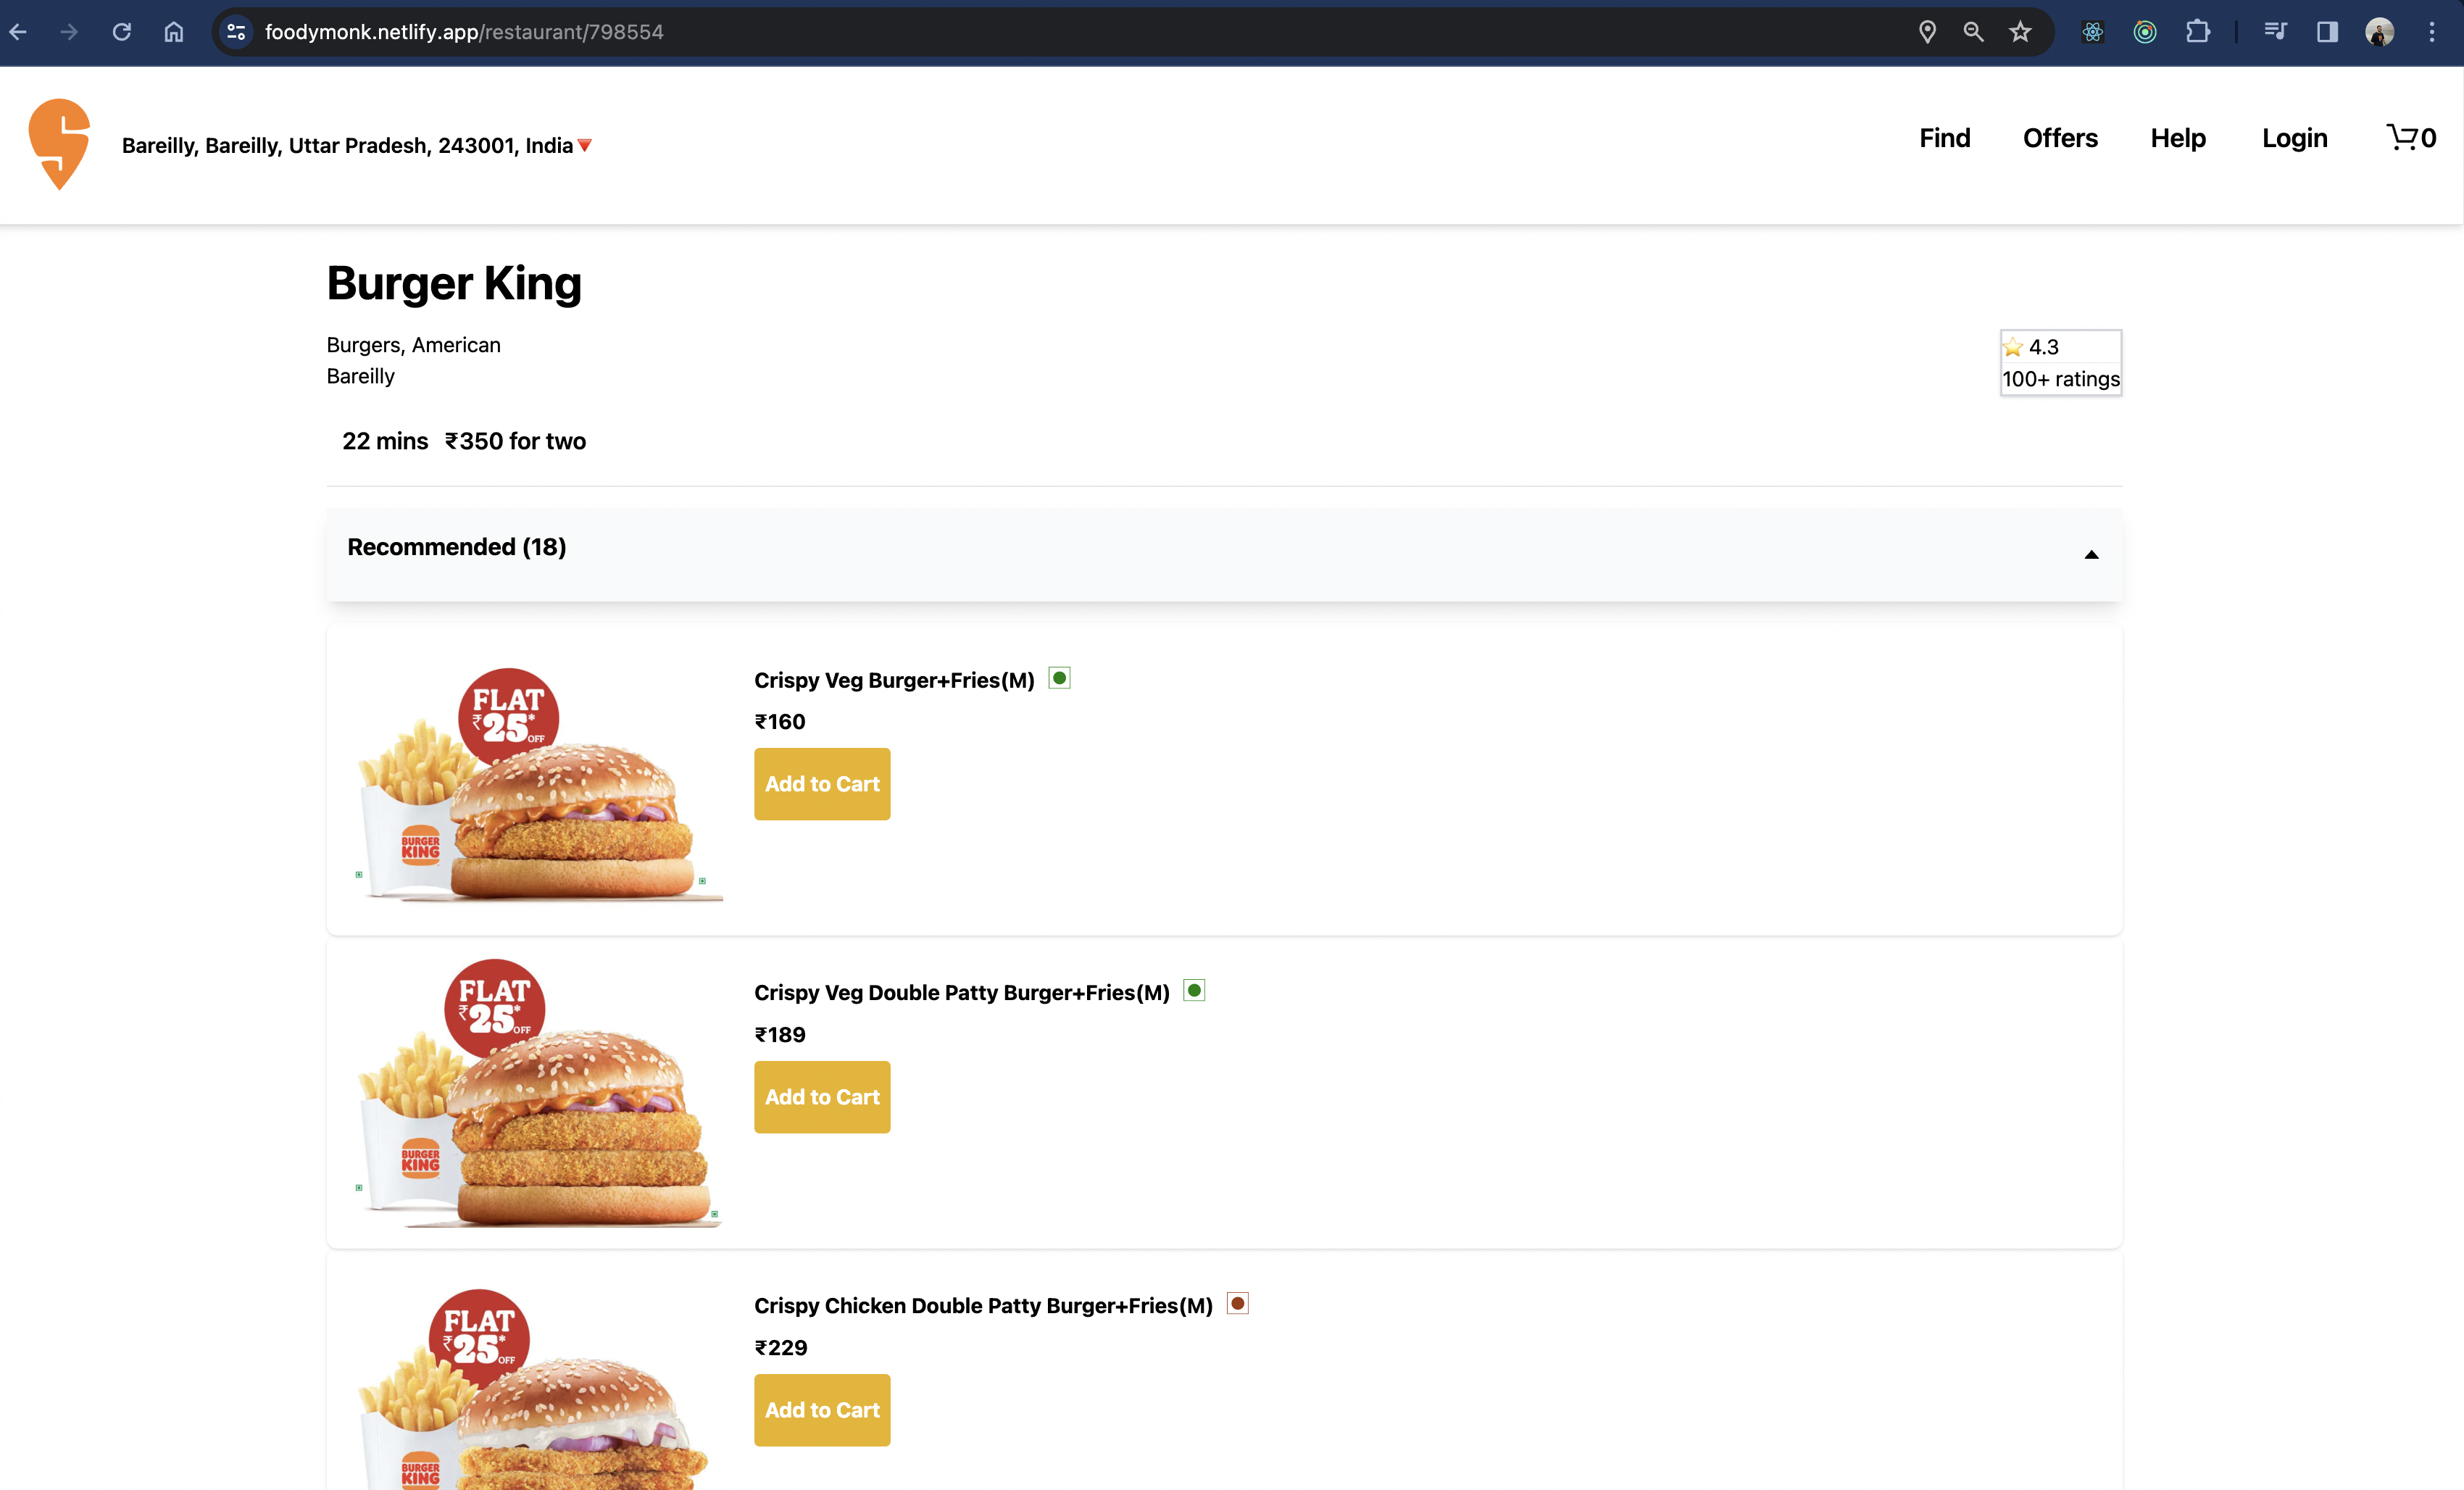 foodymonk.netlify.app/restaurant/798554
Bareilly, Bareilly, Uttar Pradesh, 243001, India
Find Offers Help Login 0
Burger King
Burgers, American
Bareilly
4.3
100+ ratings
22 mins ₹350 for two
Recommended (18)
FLAT
₹25*
OFF
BURGER
KING
Crispy Veg Burger+Fries(M)
₹160
Add to Cart
FLAT
₹25*
OFF
BURGER
KING
Crispy Veg Double Patty Burger+Fries(M)
₹189
Add to Cart
FLAT
₹25*
OFF
BURGER
KING
Crispy Chicken Double Patty Burger+Fries(M)
₹229
Add to Cart